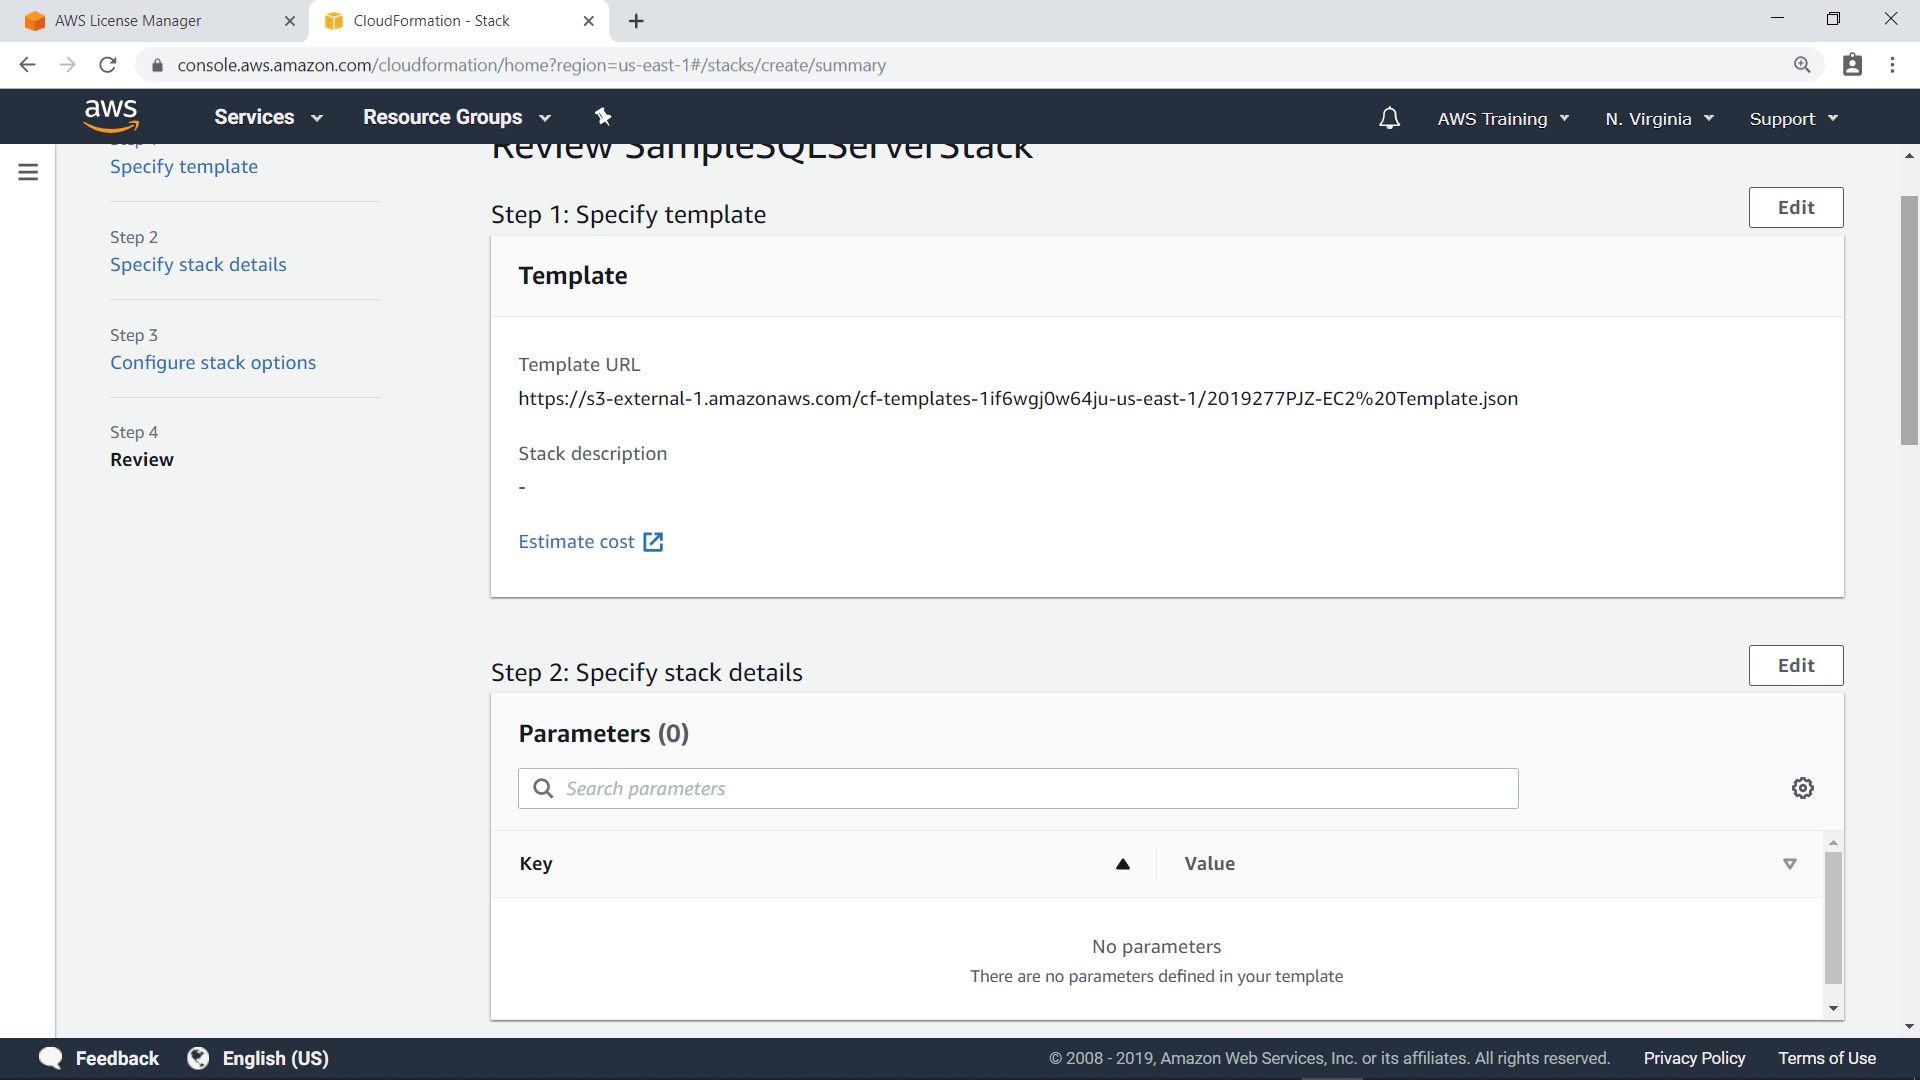 AWS License Manager
CloudFormation - Stack
console.aws.amazon.com/cloudformation/home?region=us-east-1#/stacks/create/summary
aws
Services
Resource Groups
AWS Training
N. Virginia
Support
Specify template
Step 2
Specify stack details
Step 3
Configure stack options
Step 4
Review
Review SampleSQLServerStack
Step 1: Specify template
Edit
Template
Template URL
https://s3-external-1.amazonaws.com/cf-templates-1if6wgj0w64ju-us-east-1/2019277PJZ-EC2%20Template.json
Stack description
-
Estimate cost
Step 2: Specify stack details
Edit
Parameters (0)
Search parameters
Key
Value
No parameters
There are no parameters defined in your template
Feedback
English (US)
© 2008 - 2019, Amazon Web Services, Inc. or its affiliates. All rights reserved.
Privacy Policy
Terms of Use